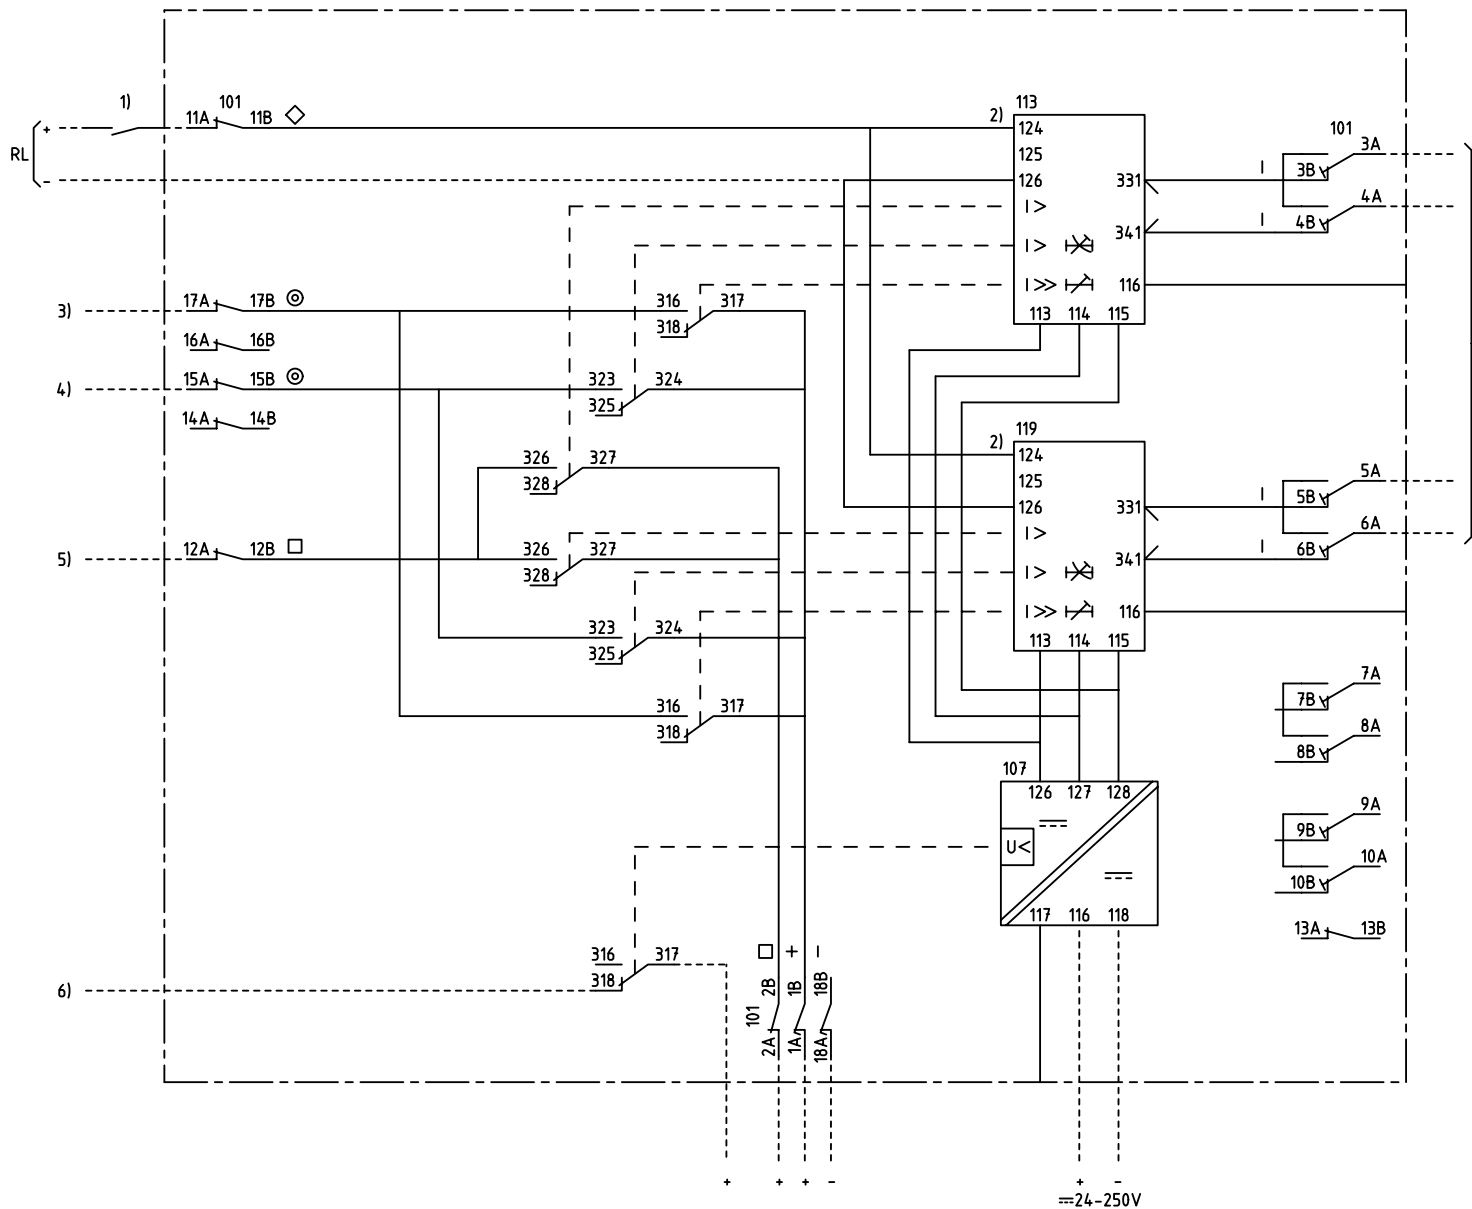 1) 101
11A 11B
RL + -
2) 113
124
125
126 331
I>
341
I>
I>> 116
113 114 115
101
3A
3B I
4A
4B I
3) 17A 17B
316 317
318
16A 16B
4) 15A 15B
323 324
325
14A 14B
326 327
328
5) 12A 12B
326 327
328
323 324
325
316 317
318
119
2) 124
125
126 331
I>
341
I>
I>> 116
113 114 115
5A
5B I
6A
6B I
7A
7B
8A
8B
9A
9B
10A
10B
13A 13B
107
126 127 128
U<
117 116 118
316 317
318
6)
+ -
2B 1B 18B
101
2A 1A 18A
+ + + - + -
24-250V